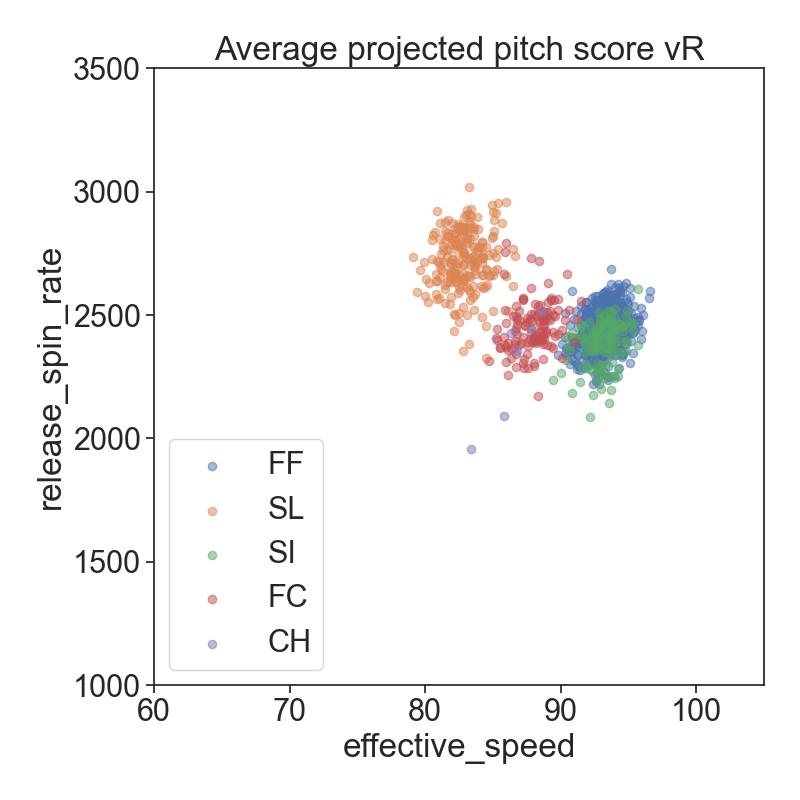 Average projected pitch score vR
3500
3000
2500
2000
1500
1000
release_spin_rate
FF
SL
SI
FC
CH
60
70
80
90
100
effective_speed